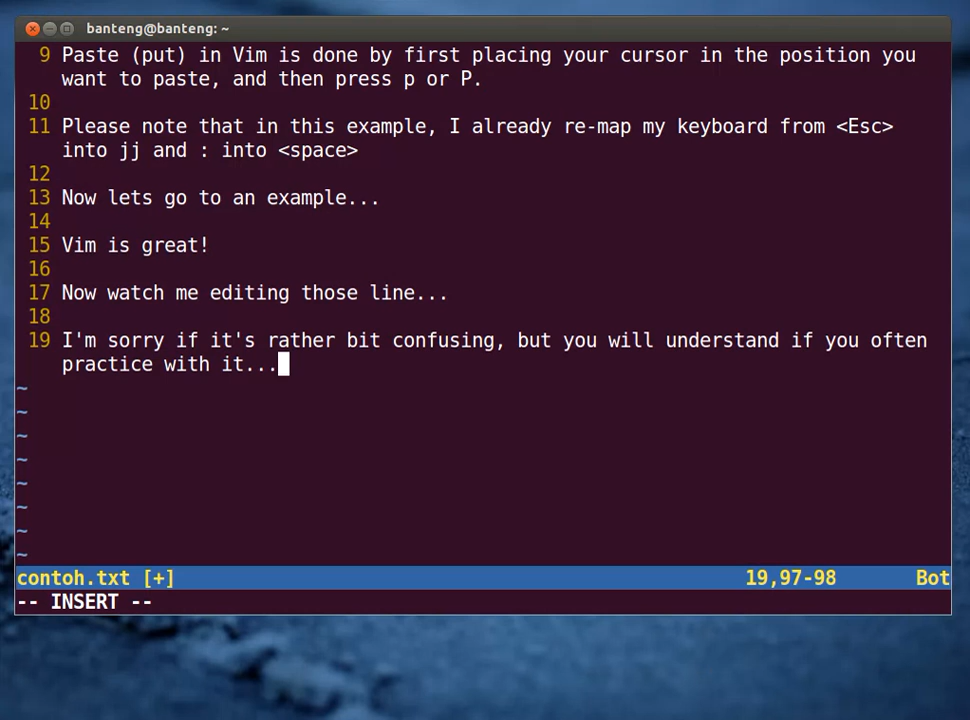 banteng@banteng: ~
9 Paste (put) in Vim is done by first placing your cursor in the position you
want to paste, and then press p or P.
10
11 Please note that in this example, I already re-map my keyboard from <Esc>
into jj and : into <space>
12
13 Now lets go to an example...
14
15 Vim is great!
16
17 Now watch me editing those line...
18
19 I'm sorry if it's rather bit confusing, but you will understand if you often
practice with it...
~
~
~
~
~
~
~
~
contoh.txt [+] 19,97-98 Bot
-- INSERT --